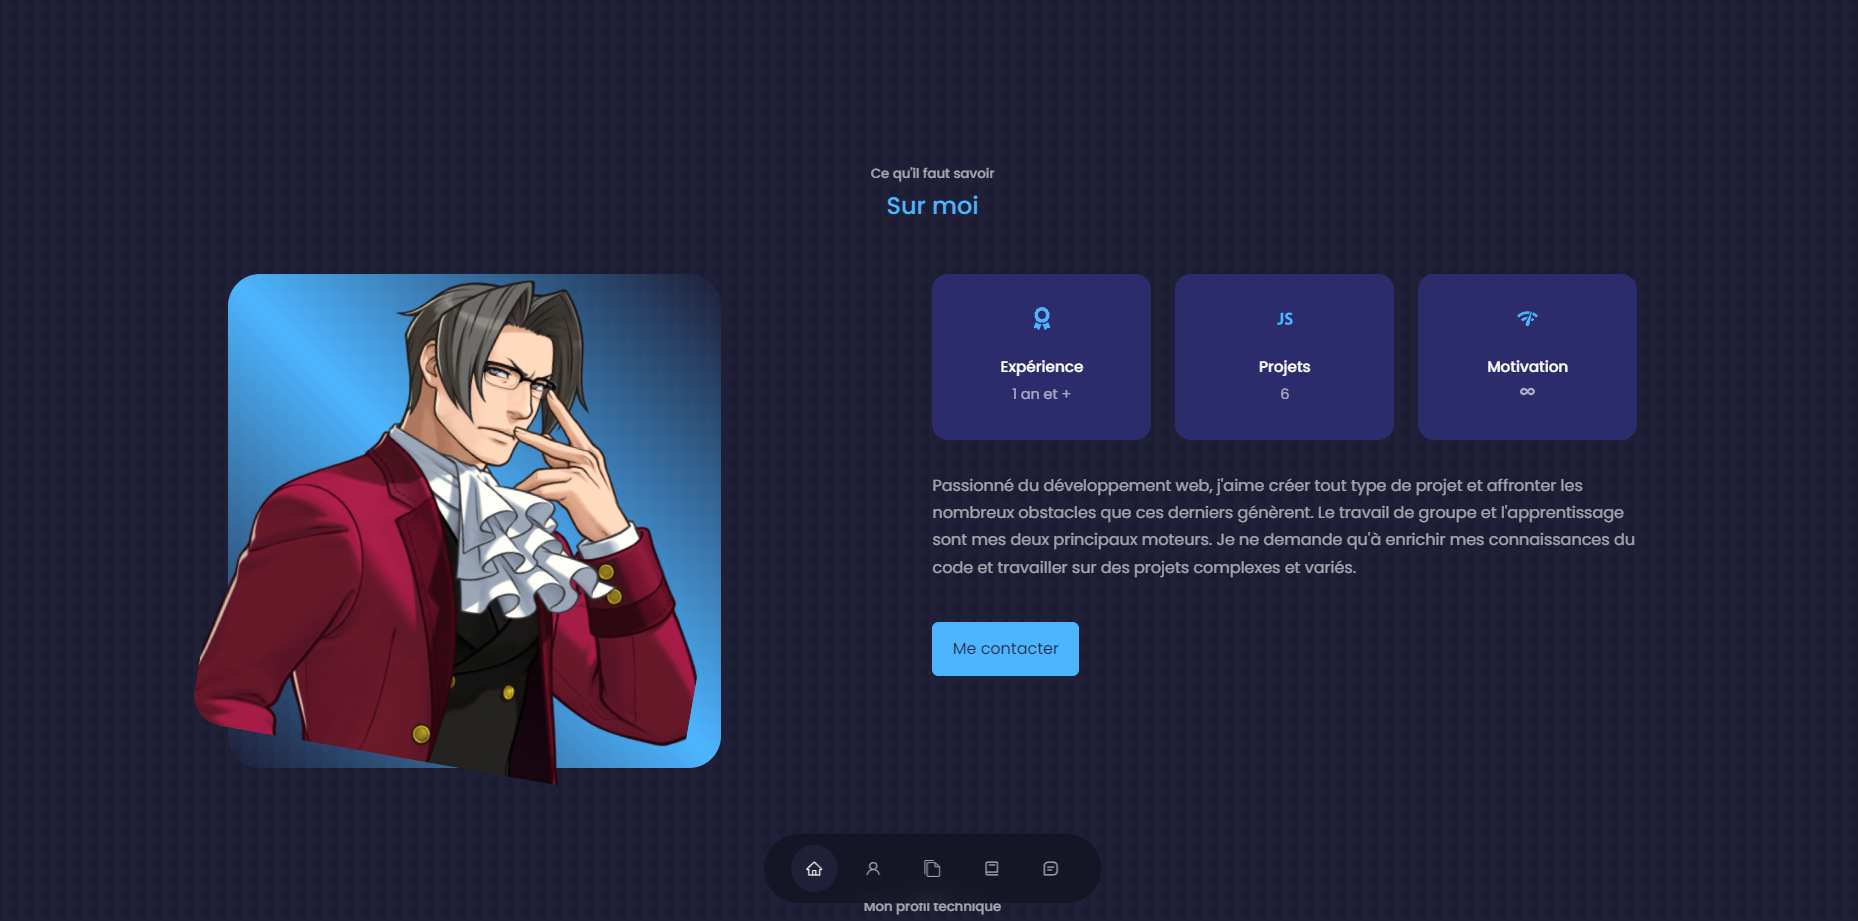 Ce qu'il faut savoir
Sur moi
JS
Expérience
1 an et +
Projets
6
Motivation
∞
Passionné du développement web, j'aime créer tout type de projet et affronter les
nombreux obstacles que ces derniers génèrent. Le travail de groupe et l'apprentissage
sont mes deux principaux moteurs. Je ne demande qu'à enrichir mes connaissances du
code et travailler sur des projets complexes et variés.
Me contacter
Mon profil technique